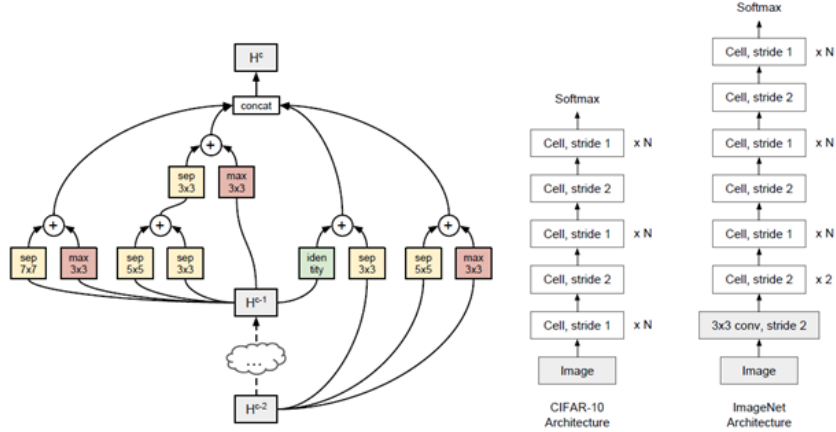 H^c
concat
+
sep
3x3
max
3x3
+
+
+
+
sep
7x7
max
3x3
sep
5x5
sep
3x3
iden
tity
sep
3x3
sep
5x5
max
3x3
H^c-1
...
H^c-2
Softmax
Cell, stride 1 x N
Cell, stride 2
Cell, stride 1 x N
Cell, stride 2
Cell, stride 1 x N
Image
CIFAR-10
Architecture
Softmax
Cell, stride 1 x N
Cell, stride 2
Cell, stride 1 x N
Cell, stride 2
Cell, stride 1 x N
Cell, stride 2 x 2
3x3 conv, stride 2
Image
ImageNet
Architecture